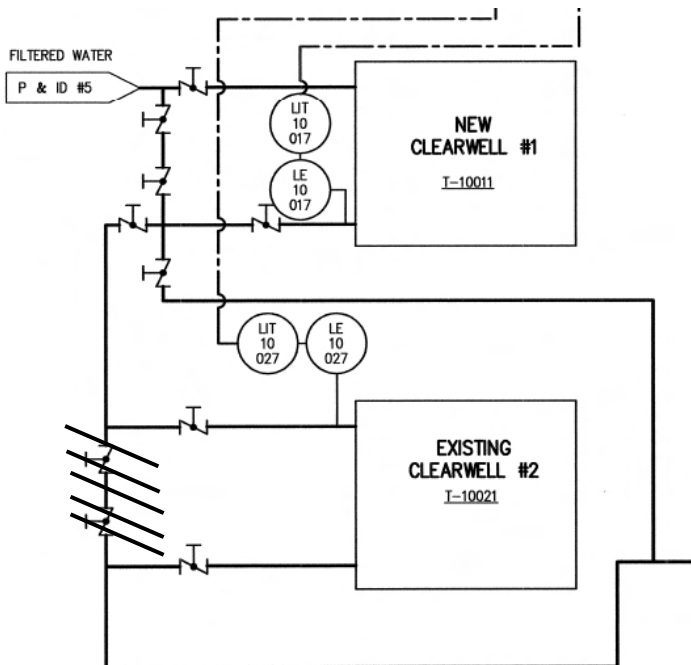 FILTERED WATER
P & ID #5
LIT
10
017
LE
10
017
NEW
CLEARWELL #1
T-10011
LIT
10
027
LE
10
027
EXISTING
CLEARWELL #2
T-10021